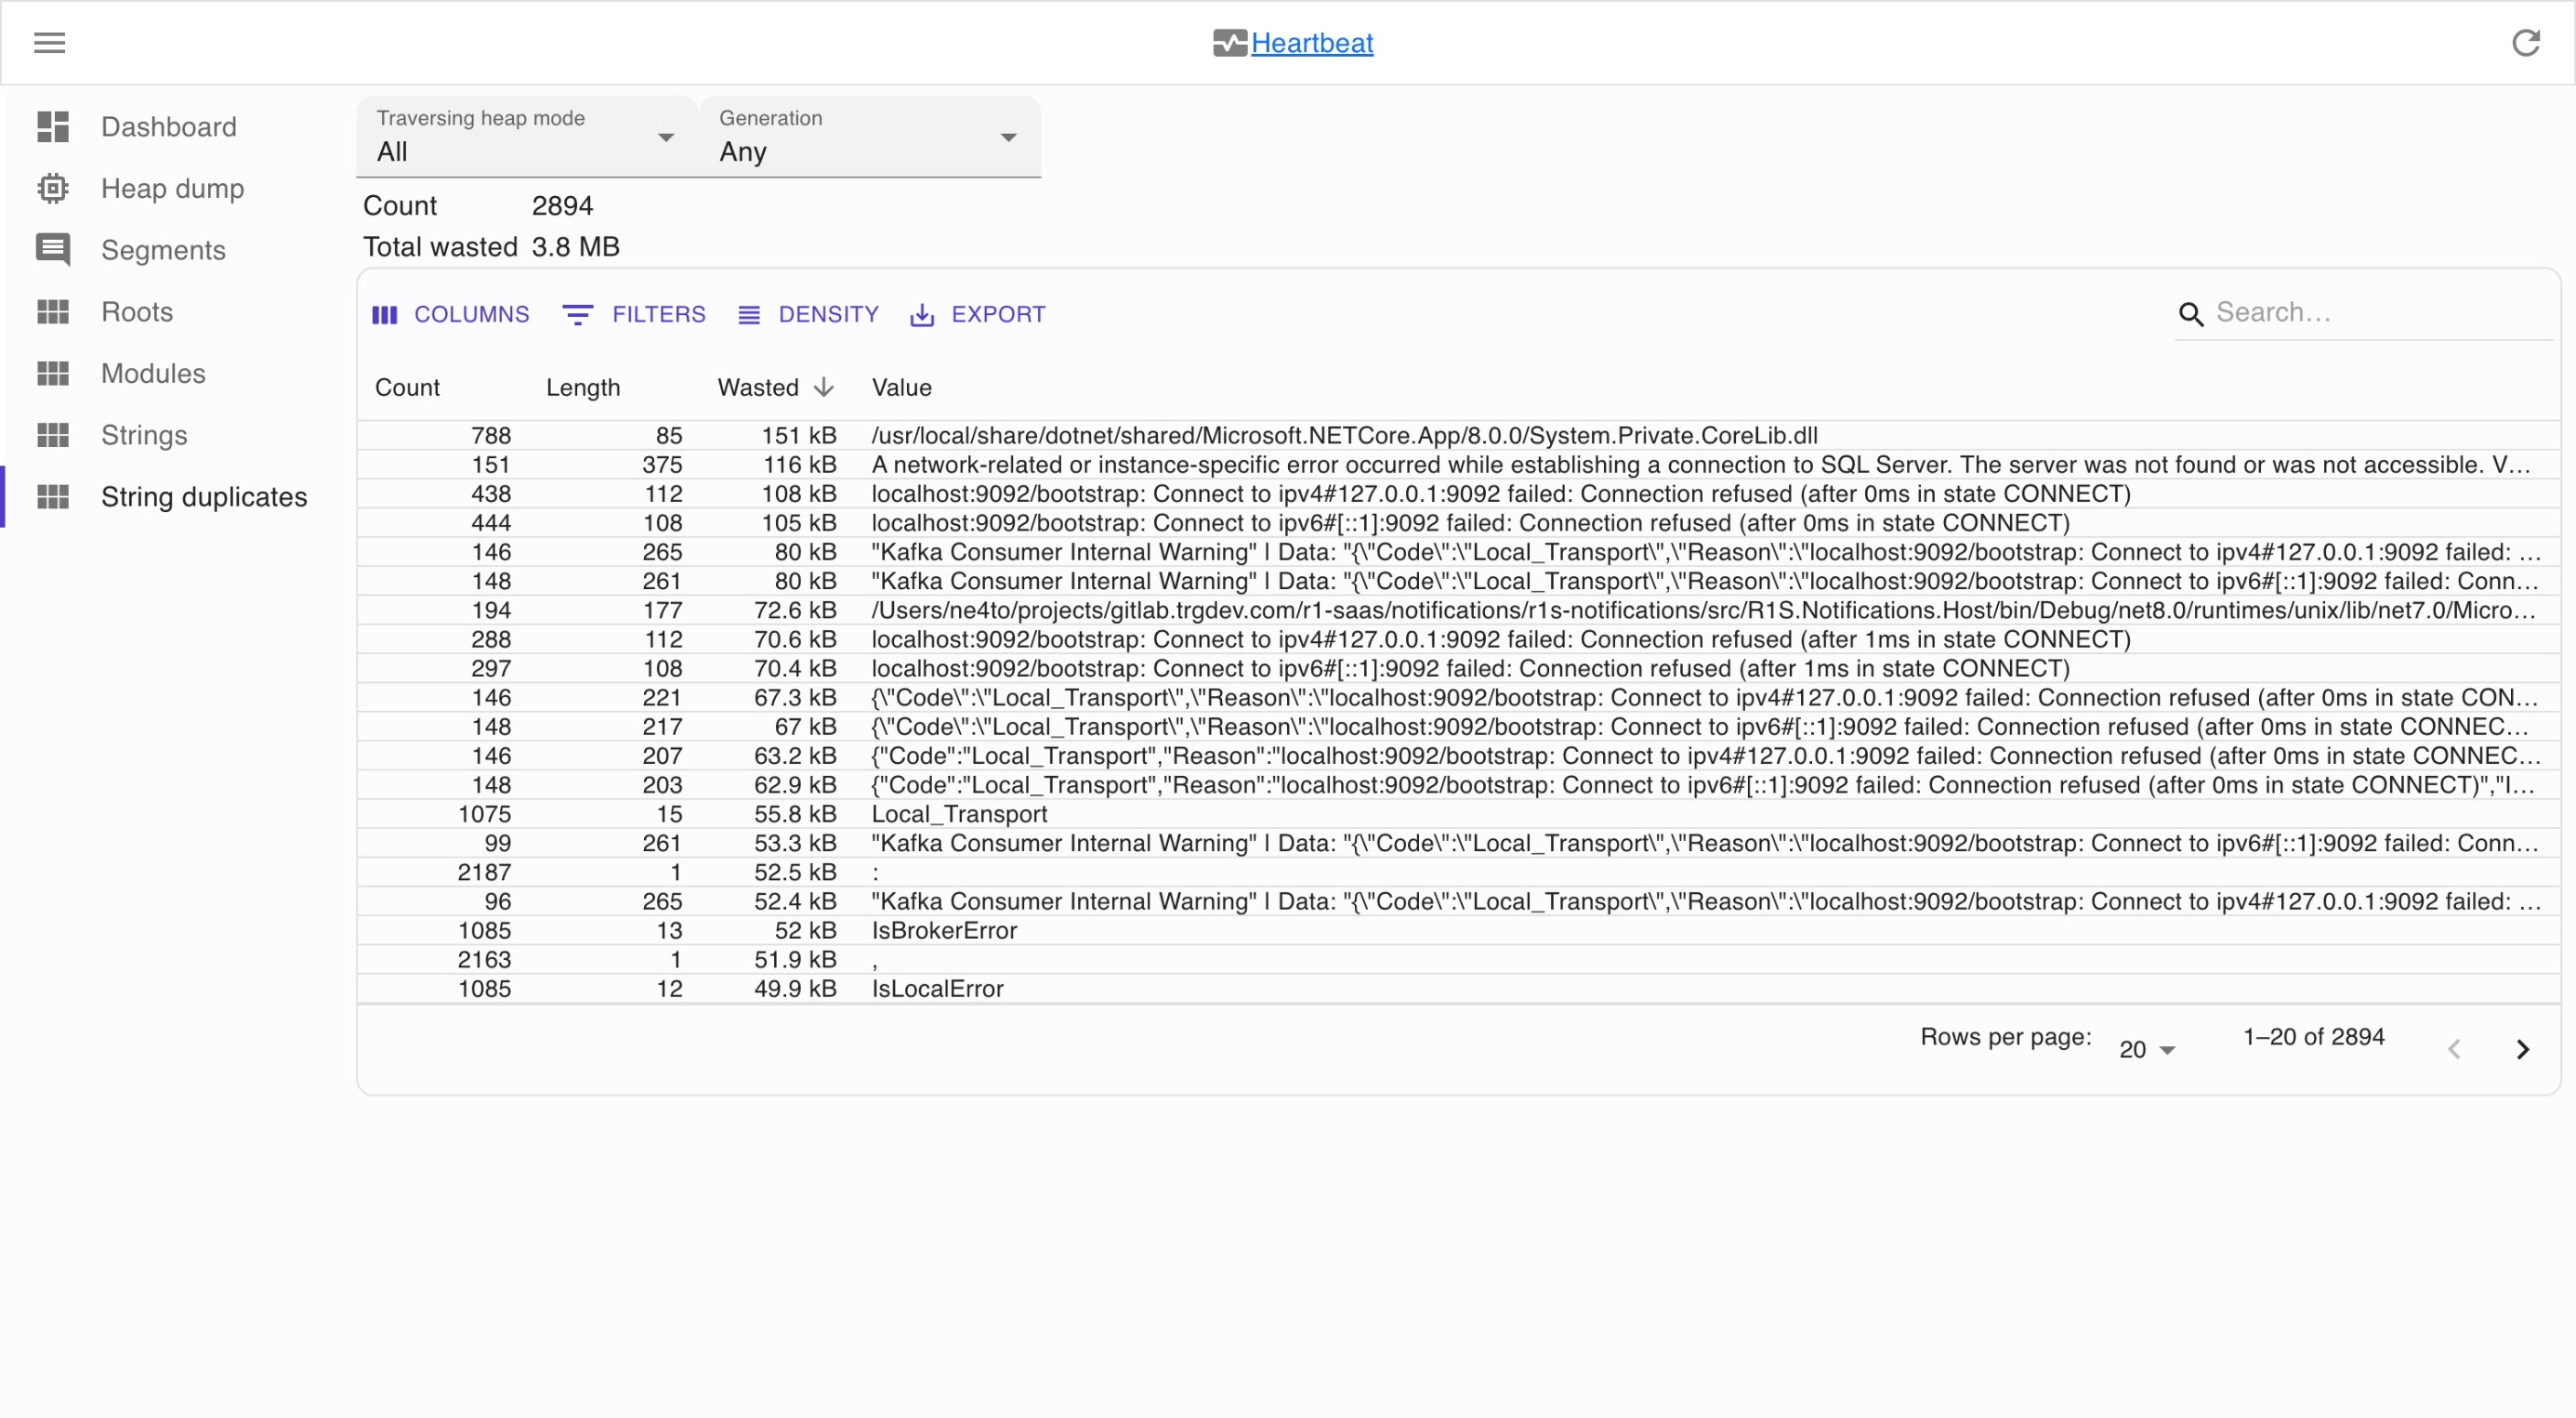 Heartbeat
Dashboard
Heap dump
Segments
Roots
Modules
Strings
String duplicates
Traversing heap mode
All
Generation
Any
Count 2894
Total wasted 3.8 MB
COLUMNS FILTERS DENSITY EXPORT Search…
Count Length Wasted Value
788 85 151 kB /usr/local/share/dotnet/shared/Microsoft.NETCore.App/8.0.0/System.Private.CoreLib.dll
151 375 116 kB A network-related or instance-specific error occurred while establishing a connection to SQL Server. The server was not found or was not accessible. V…
438 112 108 kB localhost:9092/bootstrap: Connect to ipv4#127.0.0.1:9092 failed: Connection refused (after 0ms in state CONNECT)
444 108 105 kB localhost:9092/bootstrap: Connect to ipv6#[::1]:9092 failed: Connection refused (after 0ms in state CONNECT)
146 265 80 kB "Kafka Consumer Internal Warning" | Data: "{\"Code\":\"Local_Transport\",\"Reason\":\"localhost:9092/bootstrap: Connect to ipv4#127.0.0.1:9092 failed: …
148 261 80 kB "Kafka Consumer Internal Warning" | Data: "{\"Code\":\"Local_Transport\",\"Reason\":\"localhost:9092/bootstrap: Connect to ipv6#[::1]:9092 failed: Conn…
194 177 72.6 kB /Users/ne4to/projects/gitlab.trgdev.com/r1-saas/notifications/r1s-notifications/src/R1S.Notifications.Host/bin/Debug/net8.0/runtimes/unix/lib/net7.0/Micro…
288 112 70.6 kB localhost:9092/bootstrap: Connect to ipv4#127.0.0.1:9092 failed: Connection refused (after 1ms in state CONNECT)
297 108 70.4 kB localhost:9092/bootstrap: Connect to ipv6#[::1]:9092 failed: Connection refused (after 1ms in state CONNECT)
146 221 67.3 kB {\"Code\":\"Local_Transport\",\"Reason\":\"localhost:9092/bootstrap: Connect to ipv4#127.0.0.1:9092 failed: Connection refused (after 0ms in state CON…
148 217 67 kB {\"Code\":\"Local_Transport\",\"Reason\":\"localhost:9092/bootstrap: Connect to ipv6#[::1]:9092 failed: Connection refused (after 0ms in state CONNEC…
146 207 63.2 kB {"Code":"Local_Transport","Reason":"localhost:9092/bootstrap: Connect to ipv4#127.0.0.1:9092 failed: Connection refused (after 0ms in state CONNEC…
148 203 62.9 kB {"Code":"Local_Transport","Reason":"localhost:9092/bootstrap: Connect to ipv6#[::1]:9092 failed: Connection refused (after 0ms in state CONNECT)","I…
1075 15 55.8 kB Local_Transport
99 261 53.3 kB "Kafka Consumer Internal Warning" | Data: "{\"Code\":\"Local_Transport\",\"Reason\":\"localhost:9092/bootstrap: Connect to ipv6#[::1]:9092 failed: Conn…
2187 1 52.5 kB :
96 265 52.4 kB "Kafka Consumer Internal Warning" | Data: "{\"Code\":\"Local_Transport\",\"Reason\":\"localhost:9092/bootstrap: Connect to ipv4#127.0.0.1:9092 failed: …
1085 13 52 kB IsBrokerError
2163 1 51.9 kB ,
1085 12 49.9 kB IsLocalError
Rows per page: 20 1–20 of 2894